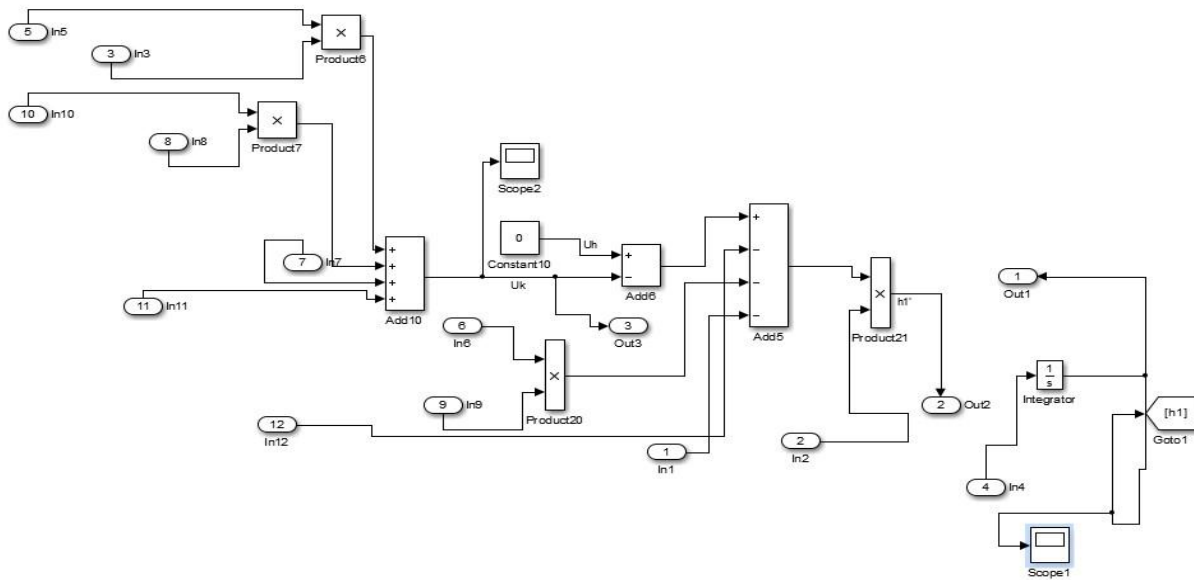 5 In5
3 In3
×
Product6
10 In10
8 In8
×
Product7
Scope2
0
Constant10
Uh
+
−
Add6
7 In7
11 In11
+
+
+
+
Add10
Uk
3
Out3
6
In6
9 In9
×
Product20
12
In12
1
In1
+
−
−
−
Add5
×
Product21
h1'
2 Out2
2
In2
1
Out1
1
s
Integrator
[h1]
Goto1
4 In4
Scope1